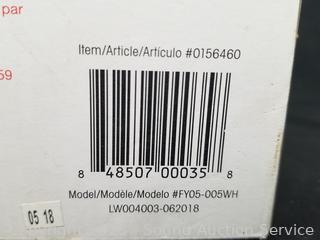 par
Item/Article/Artículo #0156460
59
8 48507 00035 8
Model/Modèle/Modelo #FY05-005WH
LW004003-062018
05 18
Sound Auction Service